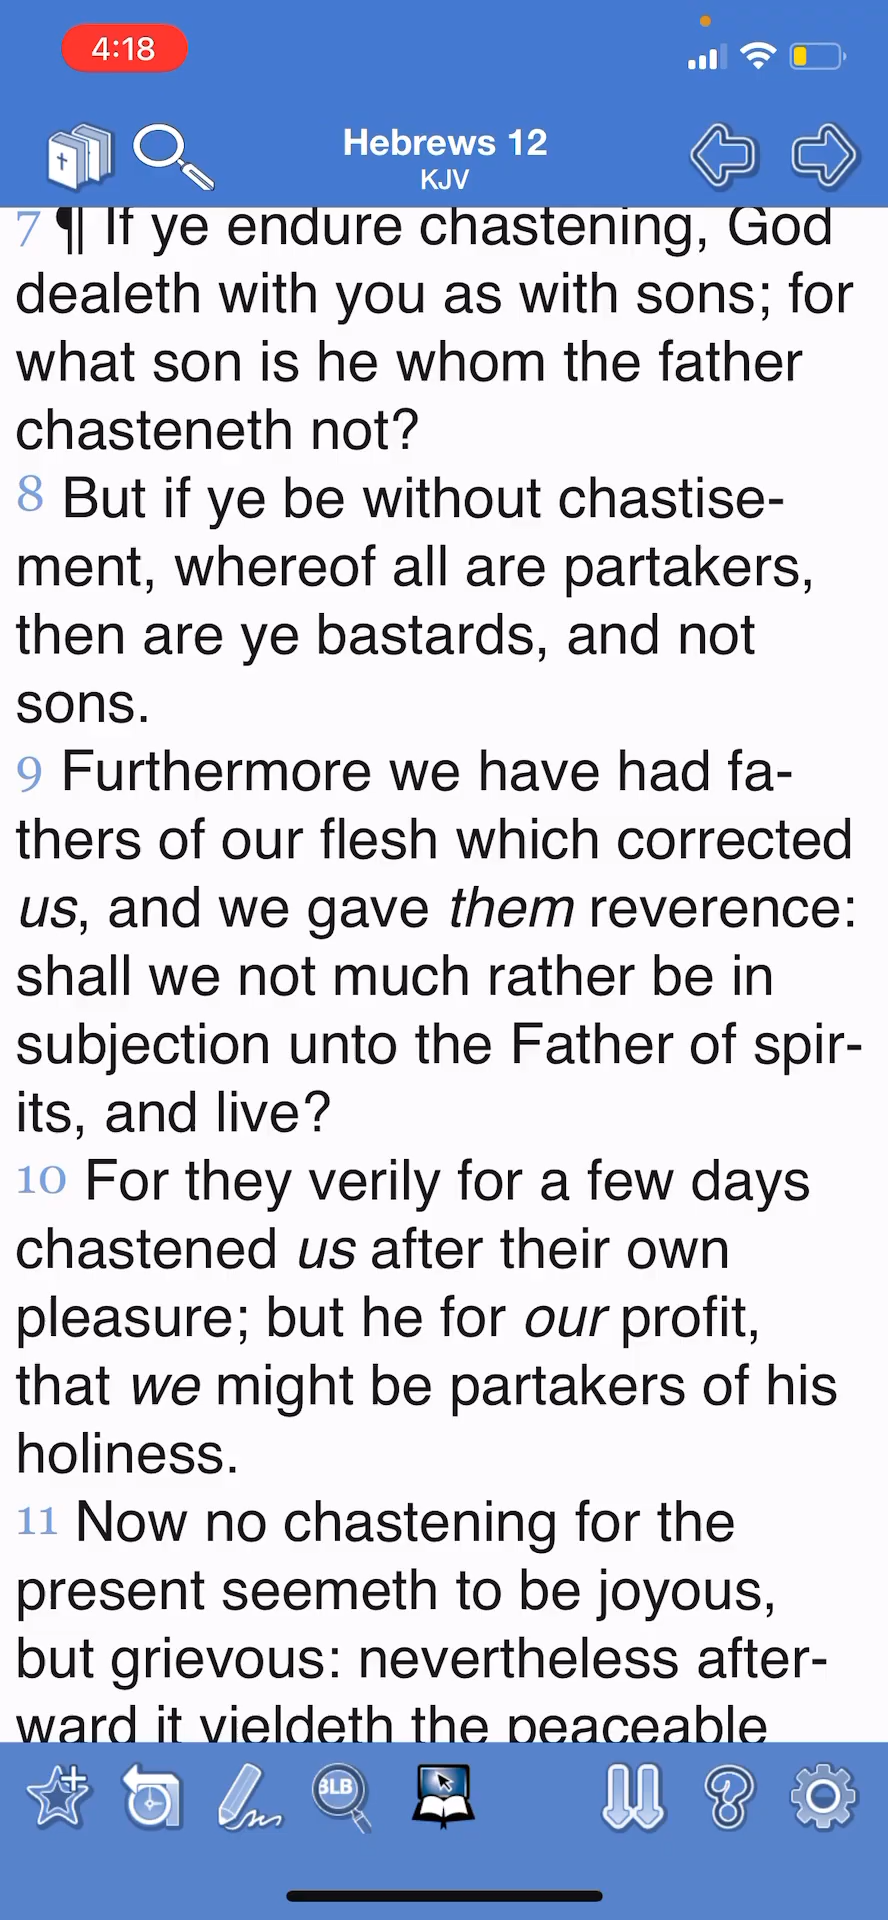 4:18
Hebrews 12
KJV
7 ¶ If ye endure chastening, God
dealeth with you as with sons; for
what son is he whom the father
chasteneth not?
8 But if ye be without chastise-
ment, whereof all are partakers,
then are ye bastards, and not
sons.
9 Furthermore we have had fa-
thers of our flesh which corrected
us, and we gave them reverence:
shall we not much rather be in
subjection unto the Father of spir-
its, and live?
10 For they verily for a few days
chastened us after their own
pleasure; but he for our profit,
that we might be partakers of his
holiness.
11 Now no chastening for the
present seemeth to be joyous,
but grievous: nevertheless after-
ward it yieldeth the peaceable
BLB